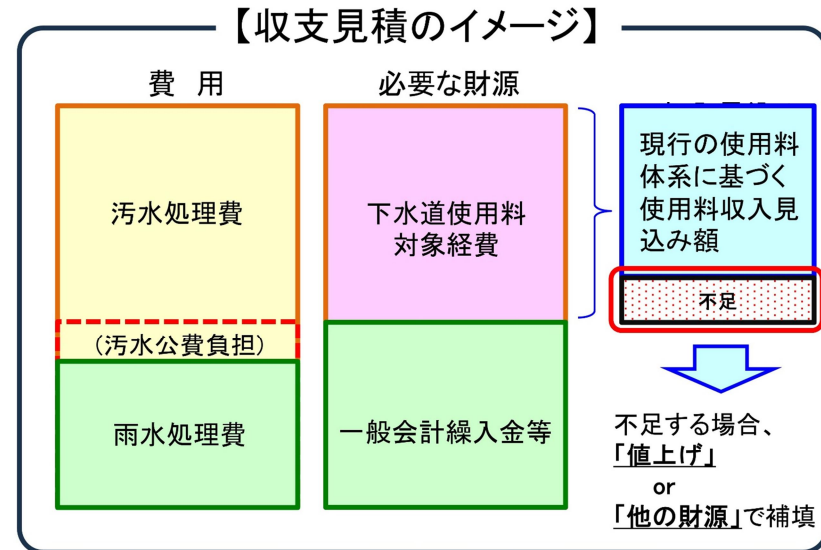 【収支見積のイメージ】
費 用
必要な財源
汚水処理費
(汚水公費負担)
雨水処理費
下水道使用料
対象経費
一般会計繰入金等
現行の使用料
体系に基づく
使用料収入見
込み額
不足
不足する場合、
「値上げ」
or
「他の財源」で補填